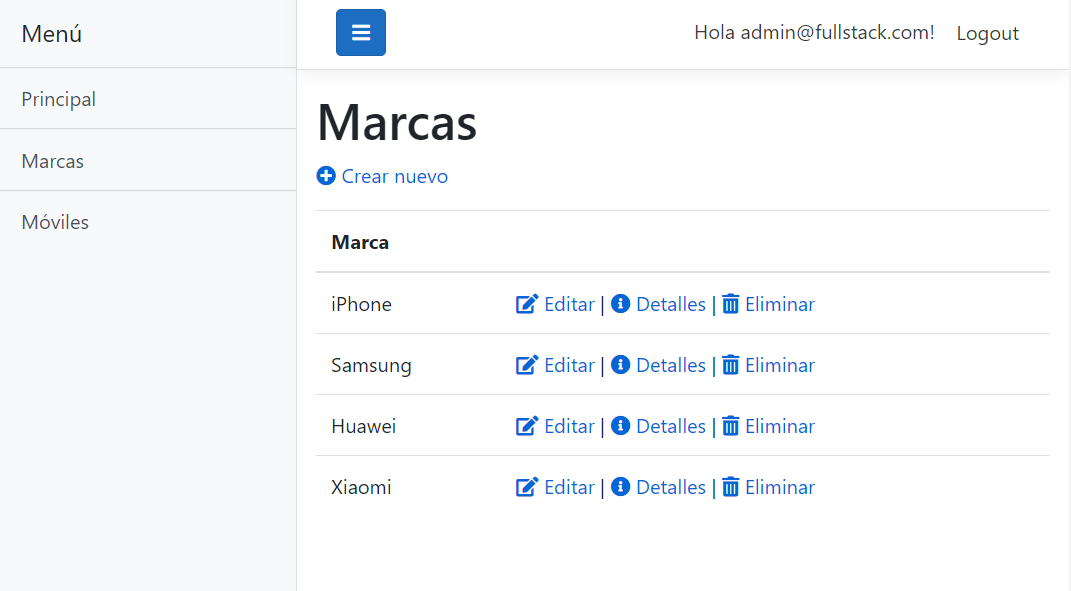 Menú
Principal
Marcas
Móviles
Hola admin@fullstack.com! Logout
Marcas
Crear nuevo
Marca
iPhone Editar | Detalles | Eliminar
Samsung Editar | Detalles | Eliminar
Huawei Editar | Detalles | Eliminar
Xiaomi Editar | Detalles | Eliminar